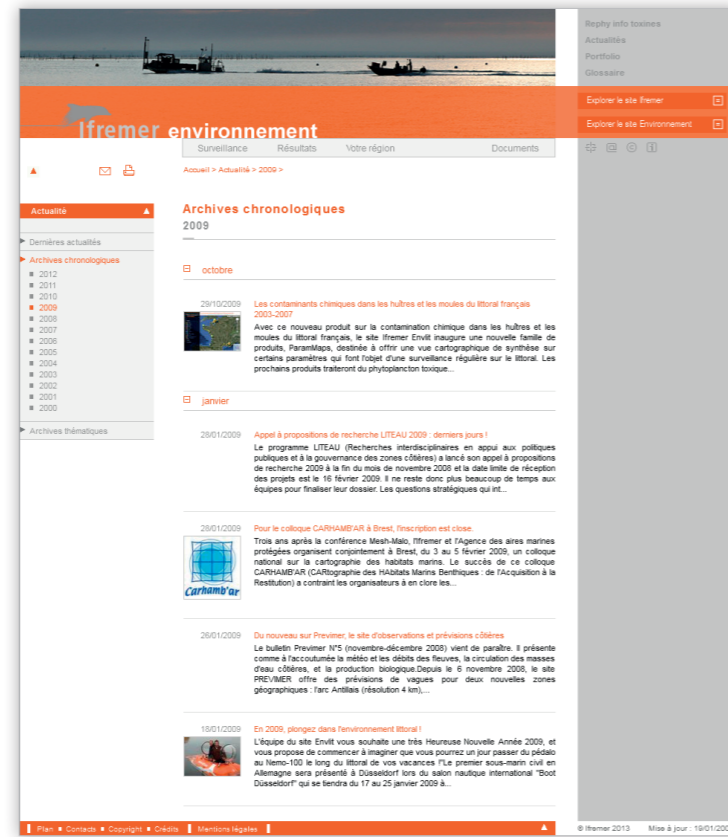 Rephy info toxines
Actualités
Portfolio
Glossaire
Explorer le site Ifremer
Explorer le site Environnement
Ifremer environnement
Surveillance Résultats Votre région Documents
Accueil > Actualité > 2009 >
Actualité
Dernières actualités
Archives chronologiques
2012
2011
2010
2009
2008
2007
2006
2005
2004
2003
2002
2001
2000
Archives thématiques
Archives chronologiques
2009
octobre
29/10/2009 Les contaminants chimiques dans les huîtres et les moules du littoral français
2003-2007
Avec ce nouveau produit sur la contamination chimique dans les huîtres et les
moules du littoral français, le site Ifremer Envlit inaugure une nouvelle famille de
produits, ParamMaps, destinée à offrir une vue cartographique de synthèse sur
certains paramètres qui font l'objet d'une surveillance régulière sur le littoral. Les
prochains produits traiteront du phytoplancton toxique...
janvier
28/01/2009 Appel à propositions de recherche LITEAU 2009 : derniers jours !
Le programme LITEAU (Recherches interdisciplinaires en appui aux politiques
publiques et à la gouvernance des zones côtières) a lancé son appel à propositions
de recherche 2009 à la fin du mois de novembre 2008 et la date limite de réception
des projets est le 16 février 2009. Il ne reste donc plus beaucoup de temps aux
équipes pour finaliser leur dossier. Les questions stratégiques qui int...
28/01/2009 Pour le colloque CARHAMB'AR à Brest, l'inscription est close.
Trois ans après la conférence Mesh-Malo, l'Ifremer et l'Agence des aires marines
protégées organisent conjointement à Brest, du 3 au 5 février 2009, un colloque
national sur la cartographie des habitats marins. Le succès de ce colloque
CARHAMB'AR (CARtographie des HAbitats Marins Benthiques : de l'Acquisition à la
Restitution) a contraint les organisateurs à en clore les...
Carhamb'ar
26/01/2009 Du nouveau sur Previmer, le site d'observations et prévisions côtières
Le bulletin Previmer N°5 (novembre-décembre 2008) vient de paraître. Il présente
comme à l'accoutumée la météo et les débits des fleuves, la circulation des masses
d'eau côtières, et la production biologique.Depuis le 6 novembre 2008, le site
PREVIMER offre des prévisions de vagues pour deux nouvelles zones
géographiques : l'arc Antillais (résolution 4 km),...
18/01/2009 En 2009, plongez dans l'environnement littoral !
L'équipe du site Envlit vous souhaite une très Heureuse Nouvelle Année 2009, et
vous propose de commencer à imaginer que vous pourrez un jour passer du pédalo
au Nemo-100 le long du littoral de vos vacances !"Le premier sous-marin civil en
Allemagne sera présenté à Düsseldorf lors du salon nautique international "Boot
Düsseldorf" qui se tiendra du 17 au 25 janvier 2009 à...
Plan Contacts Copyright Crédits Mentions légales
© Ifremer 2013 Mise à jour : 19/01/200